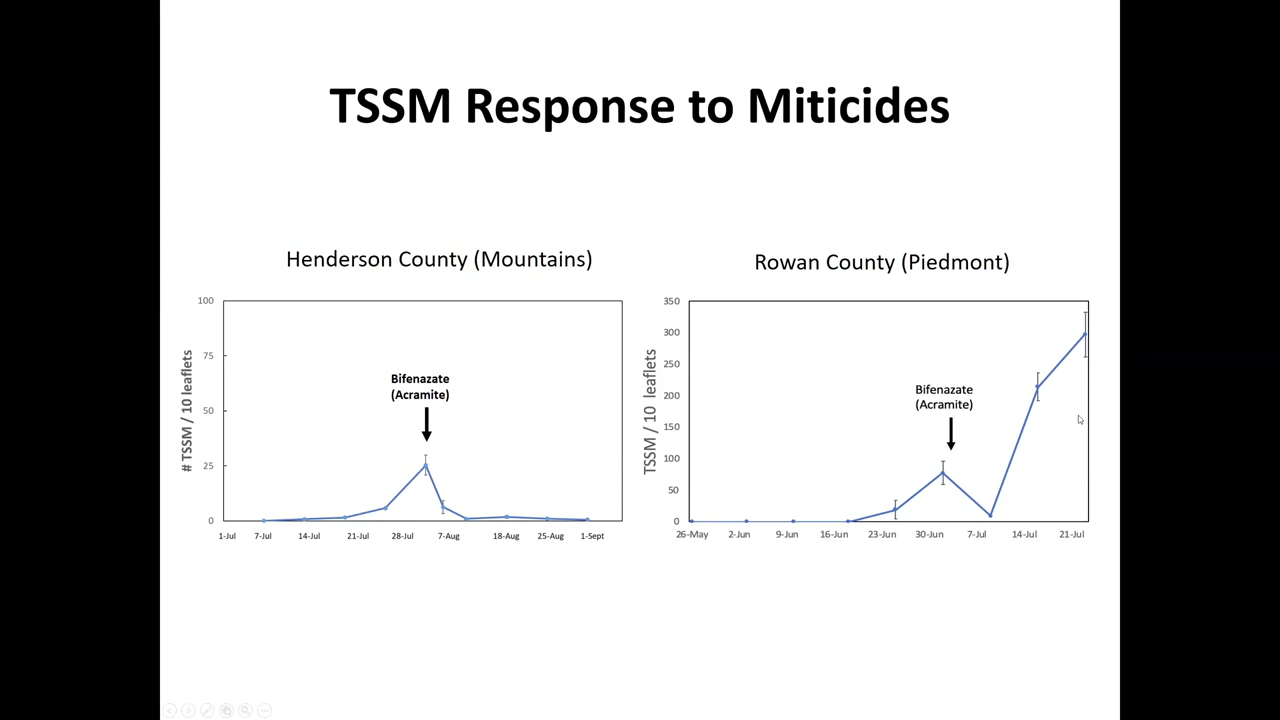 TSSM Response to Miticides
Henderson County (Mountains)
# TSSM / 10 leaflets
100
75
50
25
0
Bifenazate
(Acramite)
1-Jul 7-Jul 14-Jul 21-Jul 28-Jul 7-Aug 18-Aug 25-Aug 1-Sept
Rowan County (Piedmont)
TSSM / 10 leaflets
350
300
250
200
150
100
50
0
Bifenazate
(Acramite)
26-May 2-Jun 9-Jun 16-Jun 23-Jun 30-Jun 7-Jul 14-Jul 21-Jul